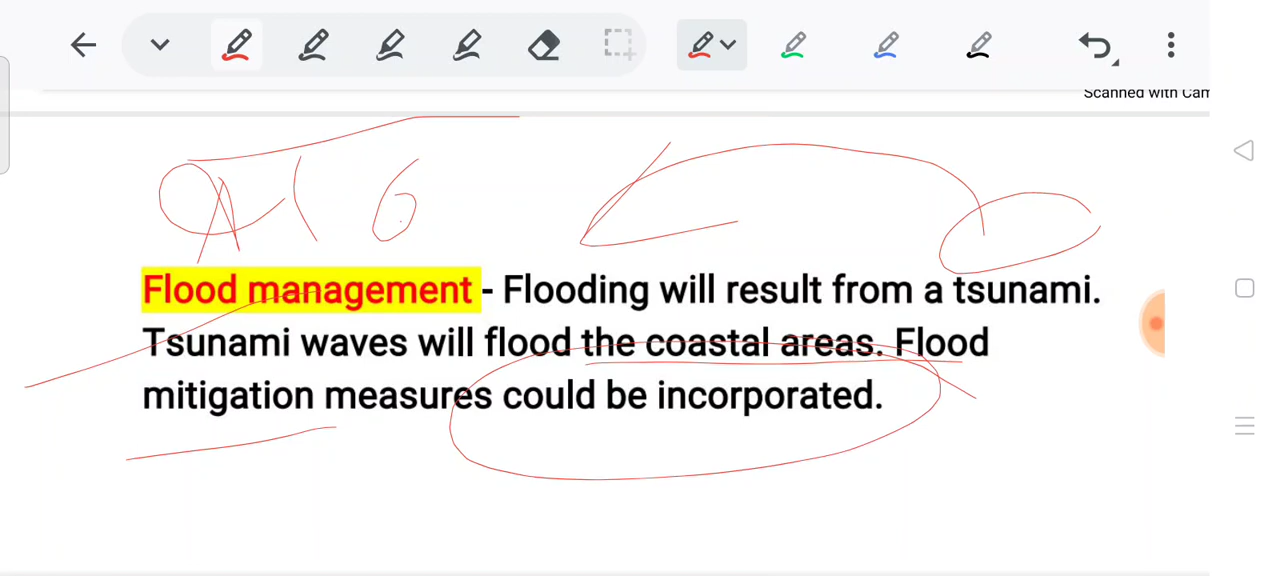 Scanned with Cam
Flood management - Flooding will result from a tsunami.
Tsunami waves will flood the coastal areas. Flood
mitigation measures could be incorporated.